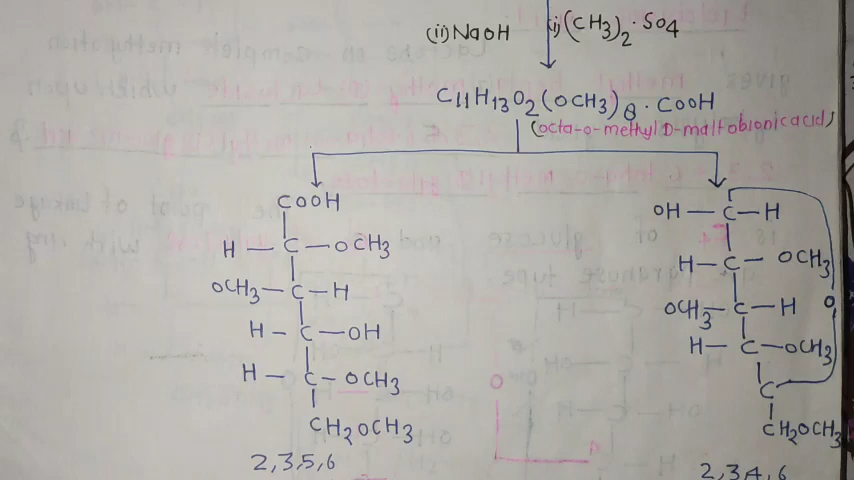 (ii) NaOH (i) (CH3)2·SO4
C11H13O2(OCH3)8·COOH
(octa-o-methyl D-maltobionic acid)
COOH
H — C — OCH3
OCH3 — C — H
H — C — OH
H — C — OCH3
CH2OCH3
2,3,5,6
OH — C — H
H — C — OCH3
OCH3 — C — H O
H — C — OCH3
C
CH2OCH3
2,3,4,6